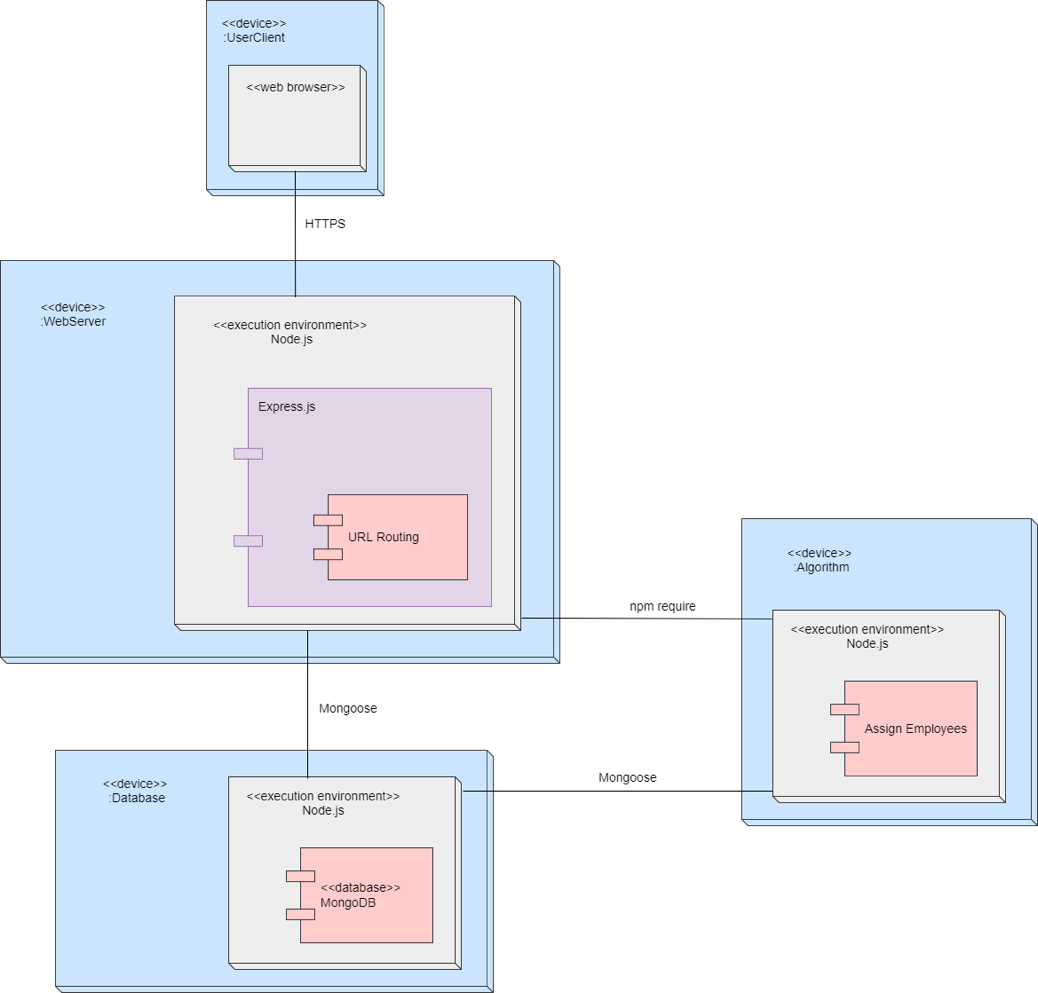 <<device>>
:UserClient
<<web browser>>
HTTPS
<<device>>
:WebServer
<<execution environment>>
Node.js
Express.js
URL Routing
npm require
<<device>>
:Algorithm
<<execution environment>>
Node.js
Assign Employees
Mongoose
Mongoose
<<device>>
:Database
<<execution environment>>
Node.js
<<database>>
MongoDB